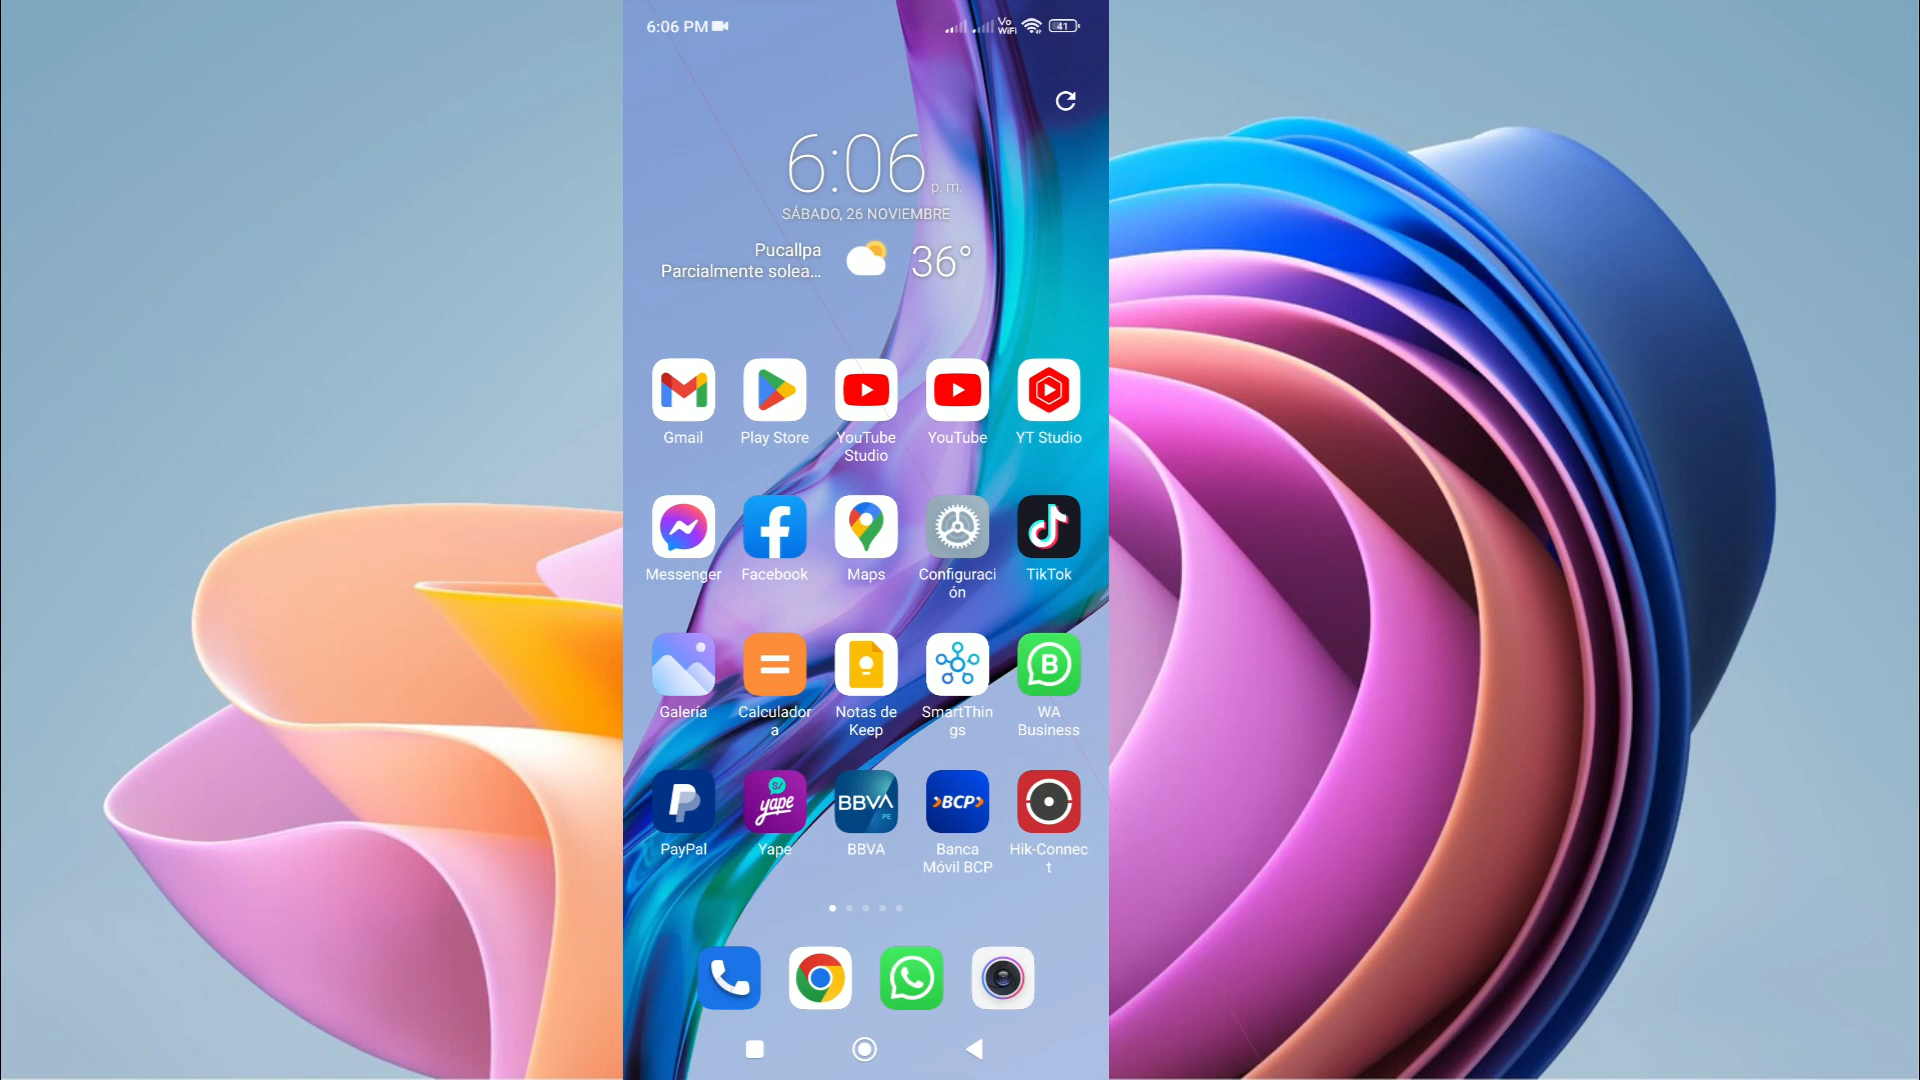 6:06 PM
Vo
WiFi
41
6:06 p. m.
SÁBADO, 26 NOVIEMBRE
Pucallpa
Parcialmente solea...
36°
Gmail
Play Store
YouTube
Studio
YouTube
YT Studio
Messenger
Facebook
Maps
Configuraci
ón
TikTok
B
Galería
Calculador
a
Notas de
Keep
SmartThin
gs
WA
Business
S/
yape
BBVA
PE
›BCP›
PayPal
Yape
BBVA
Banca
Móvil BCP
Hik-Connec
t